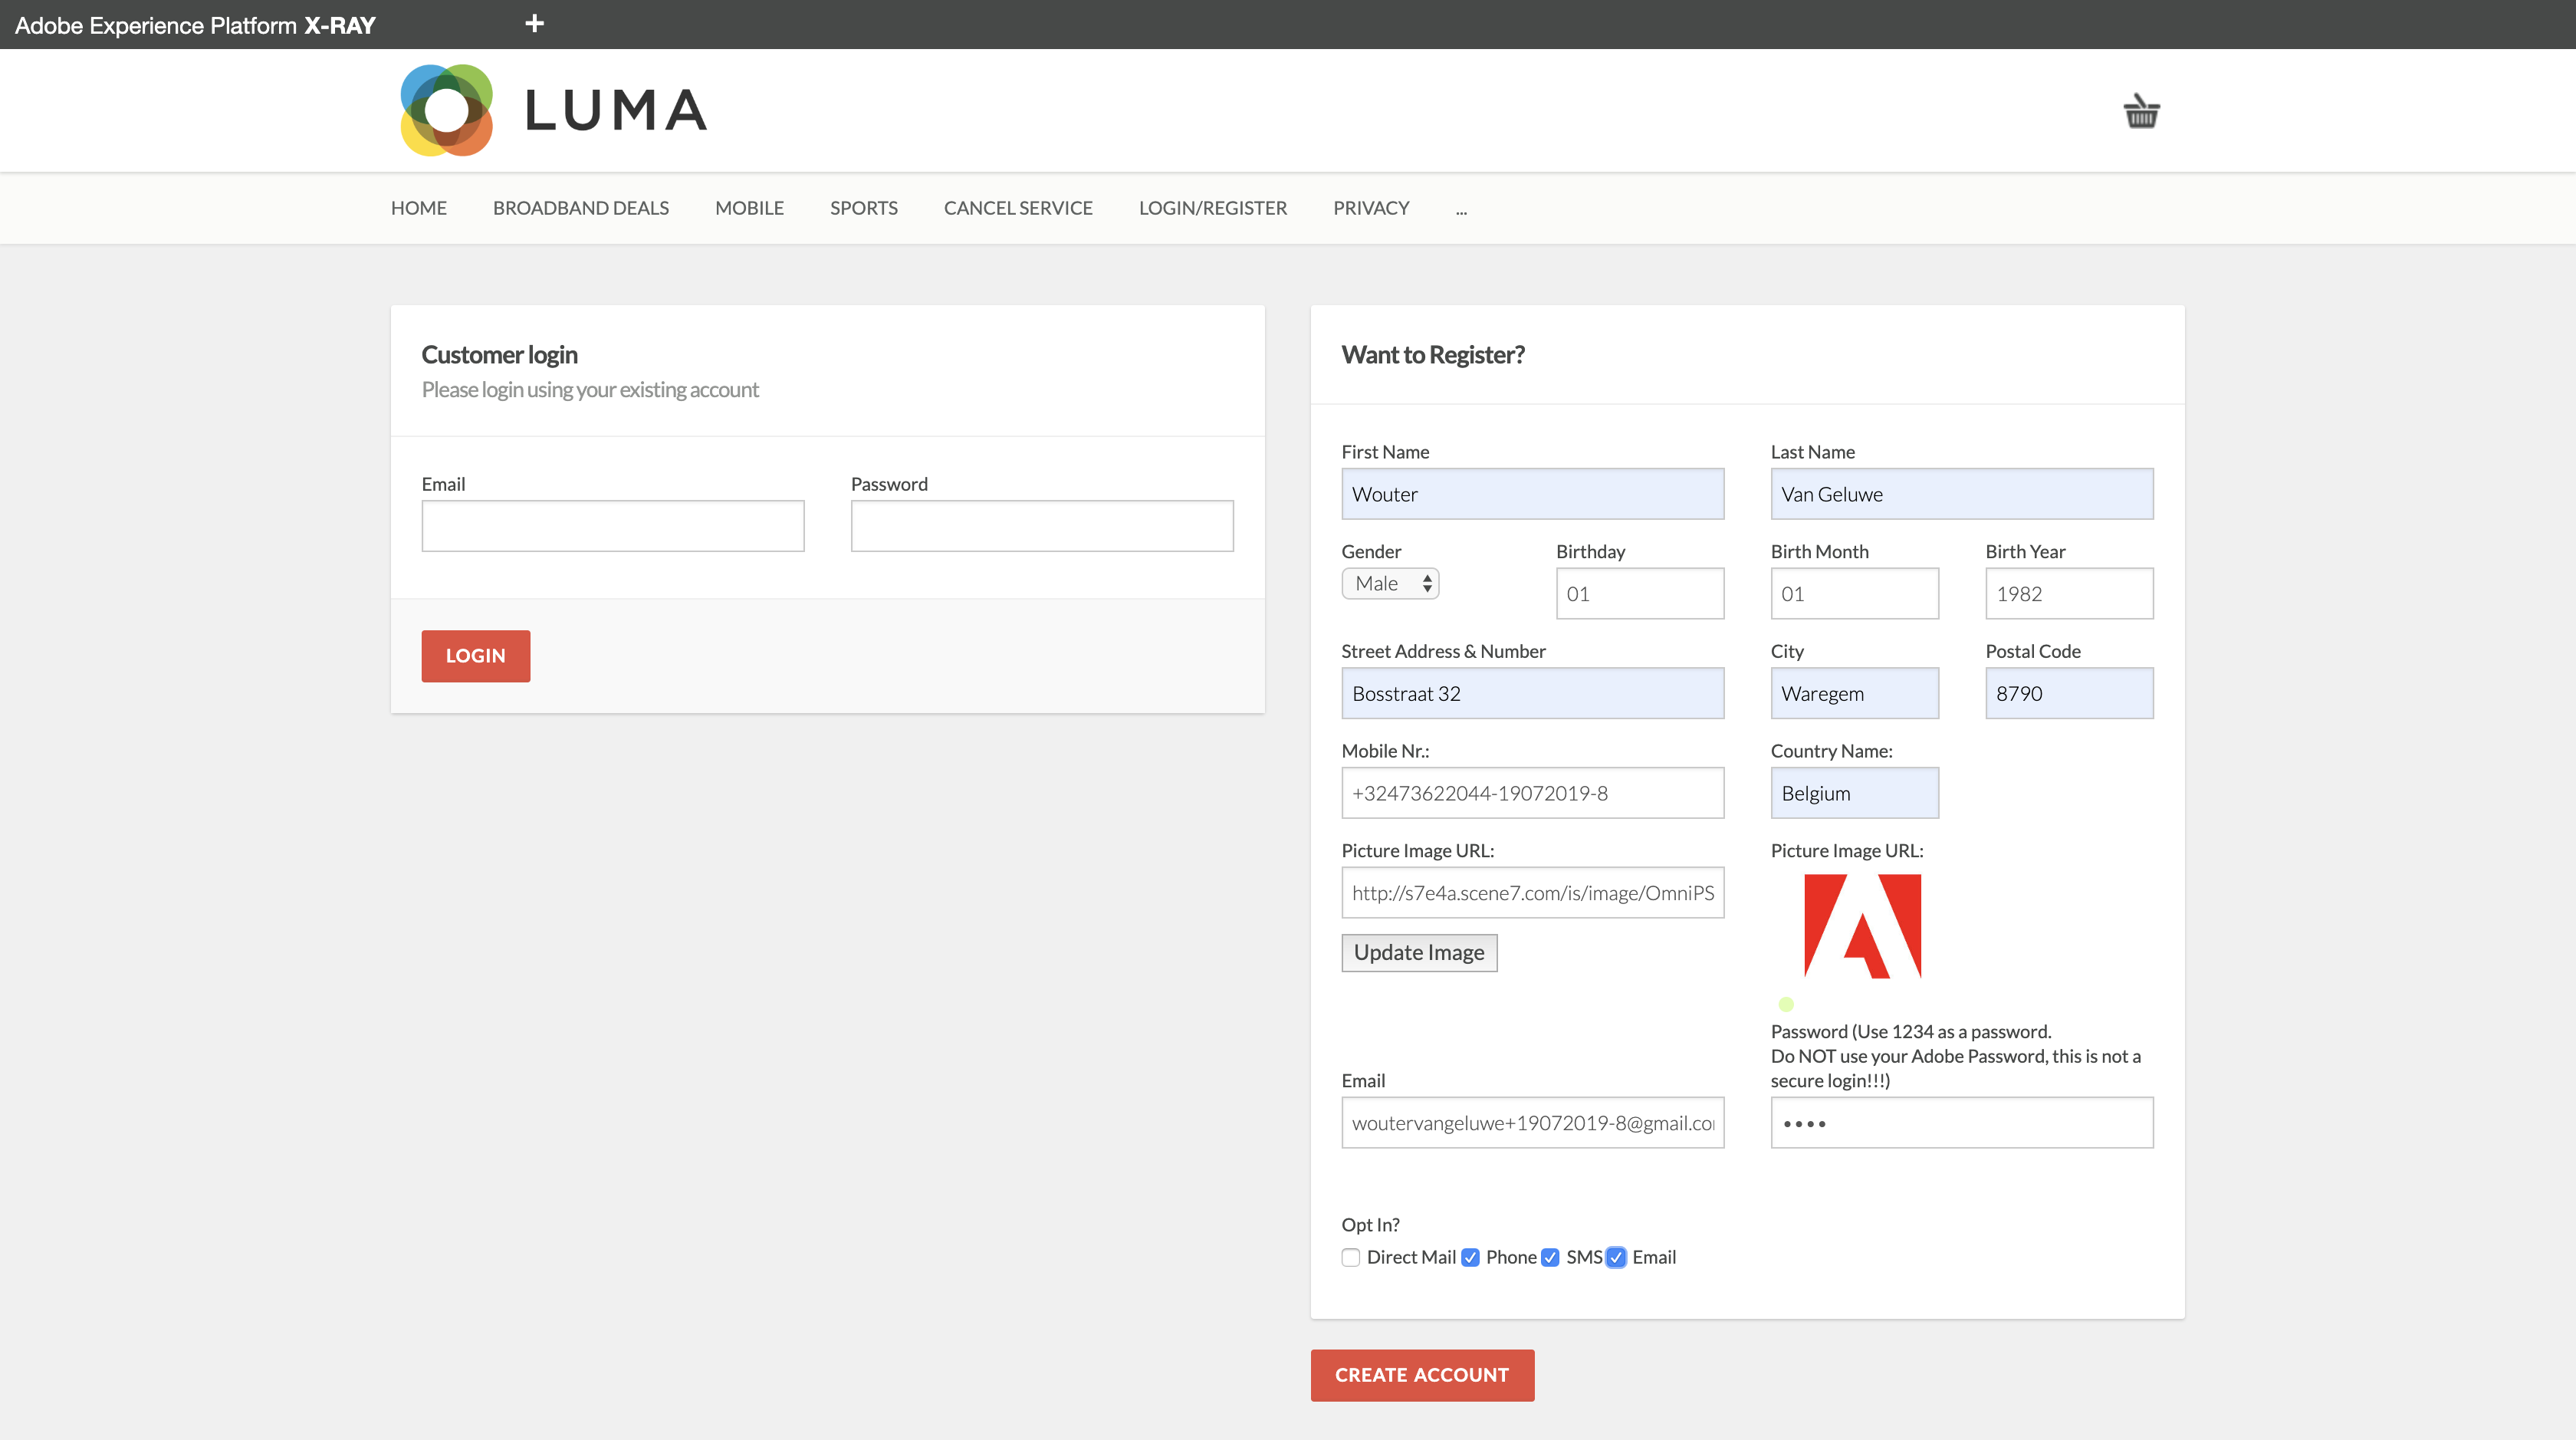 Adobe Experience Platform X-RAY
+
LUMA
HOME BROADBAND DEALS MOBILE SPORTS CANCEL SERVICE LOGIN/REGISTER PRIVACY ...
Customer login
Please login using your existing account
Email Password
LOGIN
Want to Register?
First Name Last Name
Wouter Van Geluwe
Gender Birthday Birth Month Birth Year
Male 01 01 1982
Street Address & Number City Postal Code
Bosstraat 32 Waregem 8790
Mobile Nr.: Country Name:
+32473622044-19072019-8 Belgium
Picture Image URL: Picture Image URL:
http://s7e4a.scene7.com/is/image/OmniPS
Update Image
Password (Use 1234 as a password.
Do NOT use your Adobe Password, this is not a
secure login!!!)
Email
woutervangeluwe+19072019-8@gmail.co
••••
Opt In?
Direct Mail Phone SMS Email
CREATE ACCOUNT